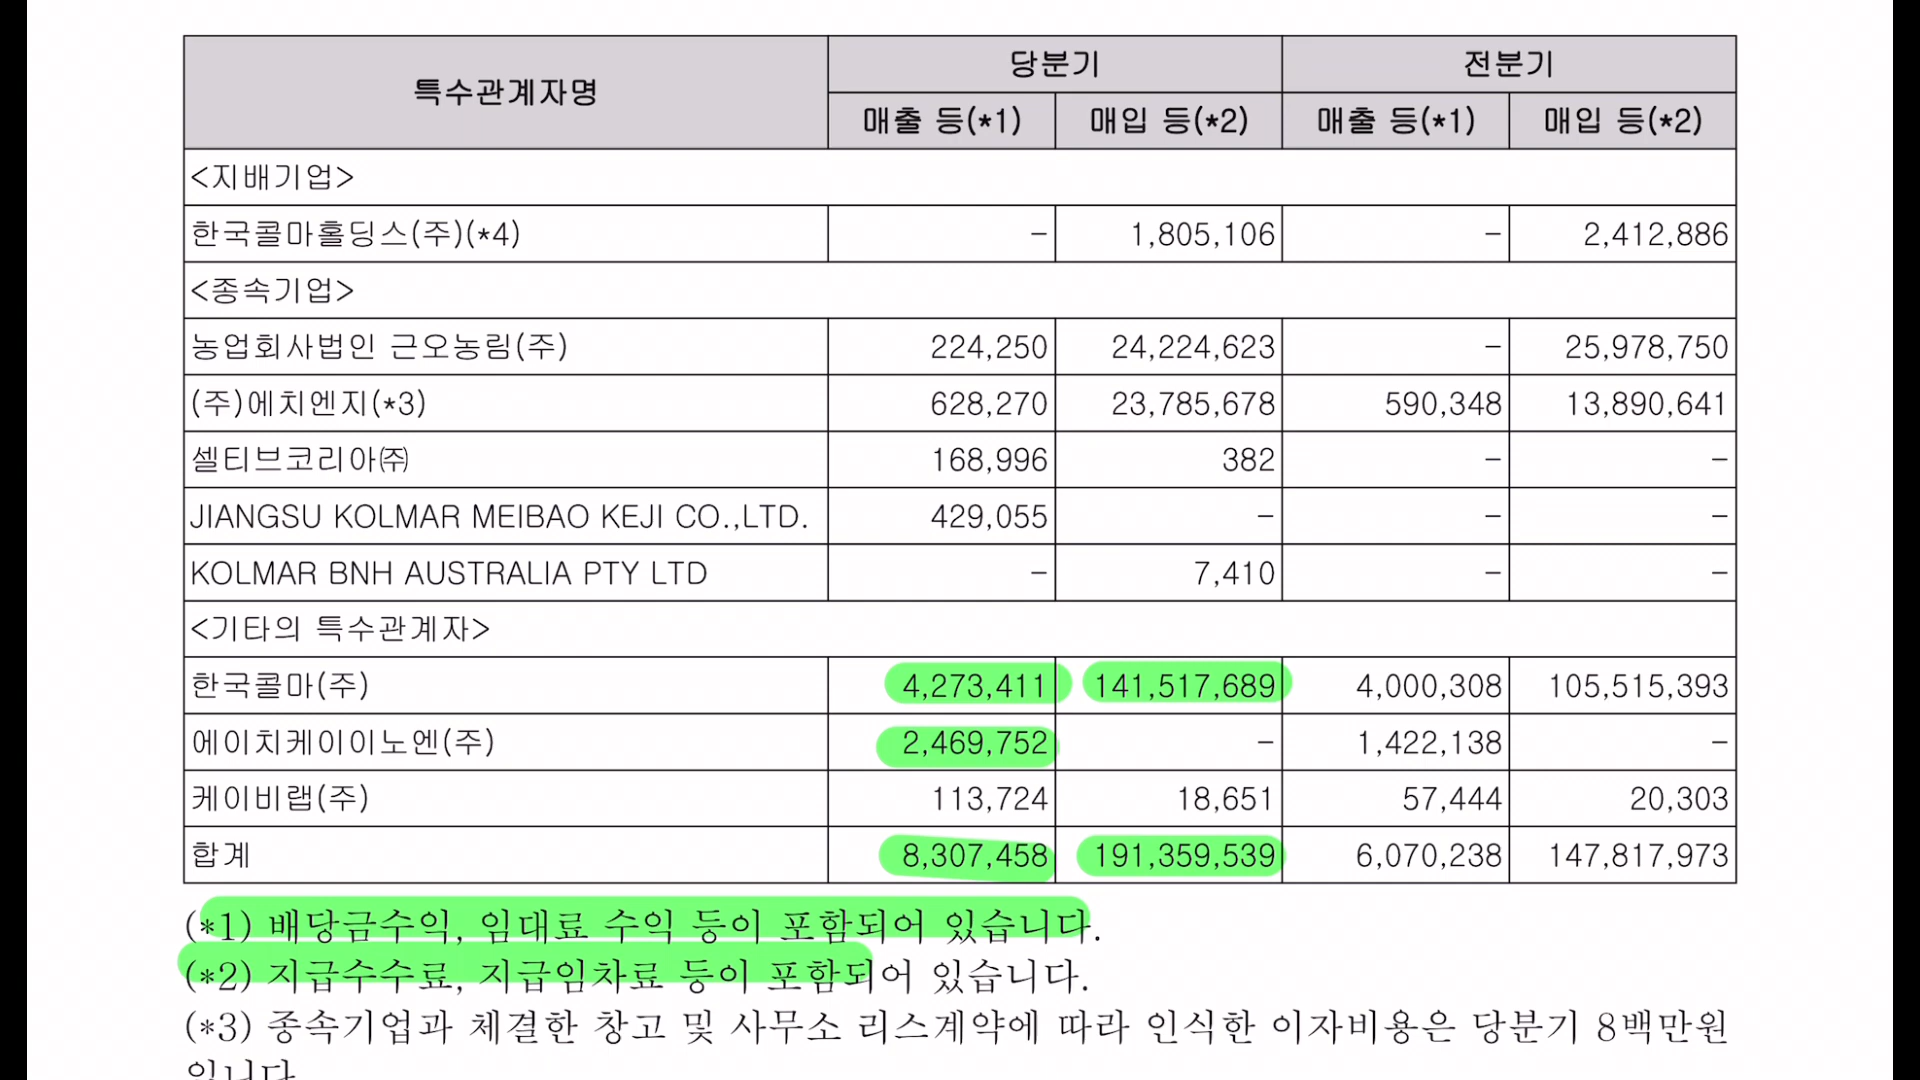 특수관계자명 당분기 전분기
매출 등(*1) 매입 등(*2) 매출 등(*1) 매입 등(*2)
<지배기업>
한국콜마홀딩스(주)(*4) - 1,805,106 - 2,412,886
<종속기업>
농업회사법인 근오농림(주) 224,250 24,224,623 - 25,978,750
(주)에치엔지(*3) 628,270 23,785,678 590,348 13,890,641
셀티브코리아㈜ 168,996 382 - -
JIANGSU KOLMAR MEIBAO KEJI CO.,LTD. 429,055 - - -
KOLMAR BNH AUSTRALIA PTY LTD - 7,410 - -
<기타의 특수관계자>
한국콜마(주) 4,273,411 141,517,689 4,000,308 105,515,393
에이치케이이노엔(주) 2,469,752 - 1,422,138 -
케이비랩(주) 113,724 18,651 57,444 20,303
합계 8,307,458 191,359,539 6,070,238 147,817,973
(*1) 배당금수익, 임대료 수익 등이 포함되어 있습니다.
(*2) 지급수수료, 지급임차료 등이 포함되어 있습니다.
(*3) 종속기업과 체결한 창고 및 사무소 리스계약에 따라 인식한 이자비용은 당분기 8백만원
입니다